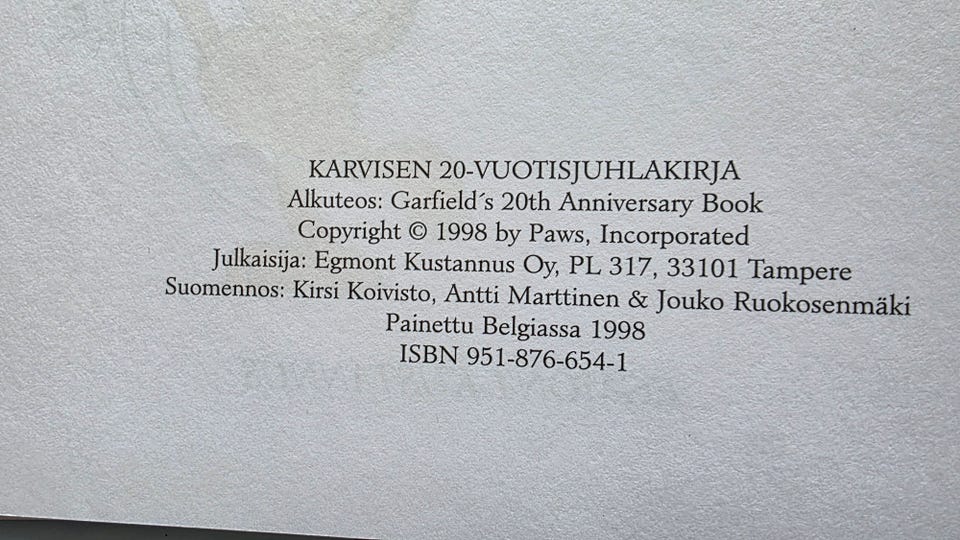 KARVISEN 20-VUOTISJUHLAKIRJA
Alkuteos: Garfield´s 20th Anniversary Book
Copyright © 1998 by Paws, Incorporated
Julkaisija: Egmont Kustannus Oy, PL 317, 33101 Tampere
Suomennos: Kirsi Koivisto, Antti Marttinen & Jouko Ruokosenmäki
Painettu Belgiassa 1998
ISBN 951-876-654-1